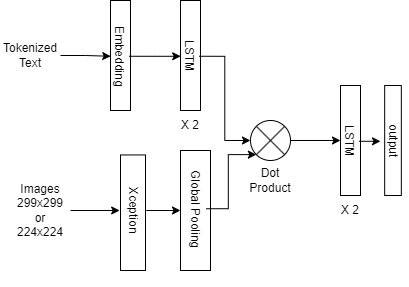 Tokenized
Text
Embedding
LSTM
X 2
Images
299x299
or
224x224
Xception
Global Pooling
Dot
Product
LSTM
X 2
output